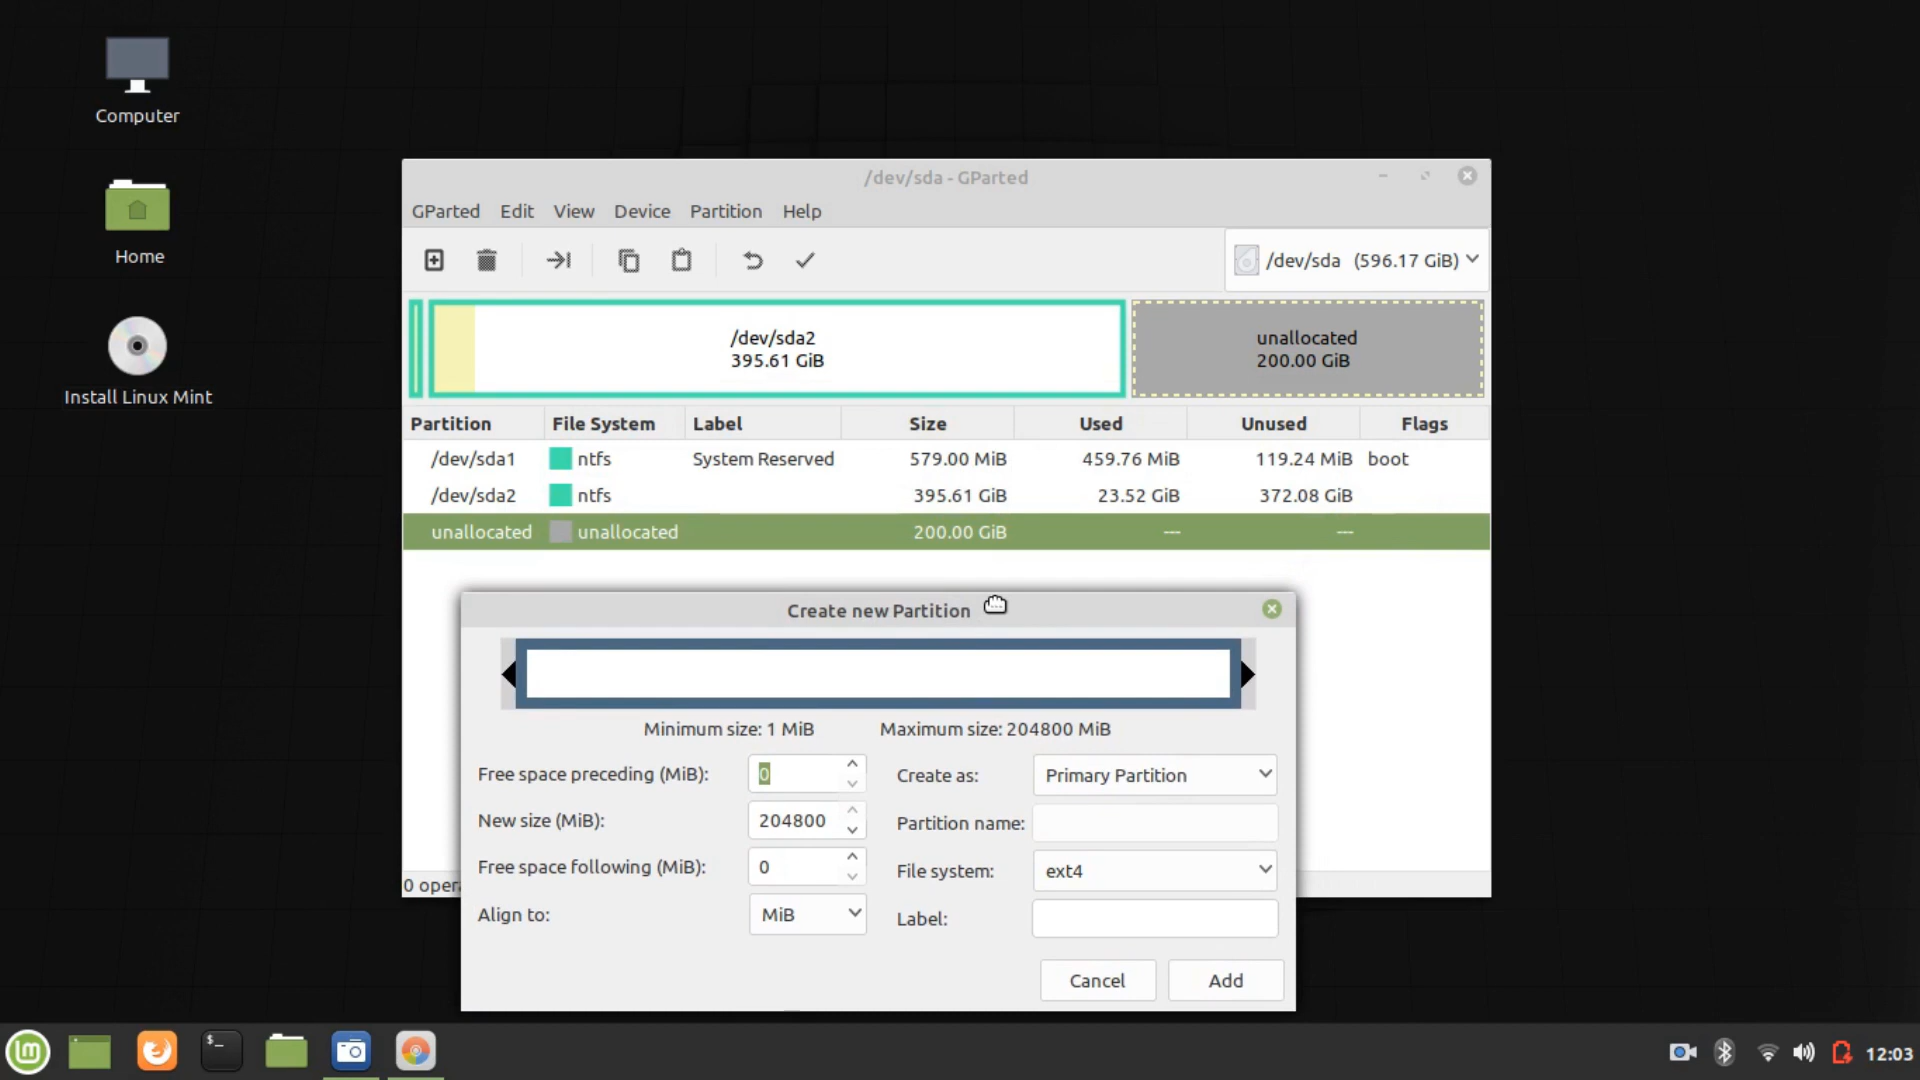 Computer
Home
Install Linux Mint
/dev/sda - GParted
GParted Edit View Device Partition Help
/dev/sda (596.17 GiB)
/dev/sda2
395.61 GiB
unallocated
200.00 GiB
Partition File System Label Size Used Unused Flags
/dev/sda1 ntfs System Reserved 579.00 MiB 459.76 MiB 119.24 MiB boot
/dev/sda2 ntfs 395.61 GiB 23.52 GiB 372.08 GiB
unallocated unallocated 200.00 GiB --- ---
Create new Partition
Minimum size: 1 MiB Maximum size: 204800 MiB
Free space preceding (MiB): 0 Create as: Primary Partition
New size (MiB): 204800 Partition name:
Free space following (MiB): 0 File system: ext4
Align to: MiB Label:
0 oper
Cancel Add
$_
12:03